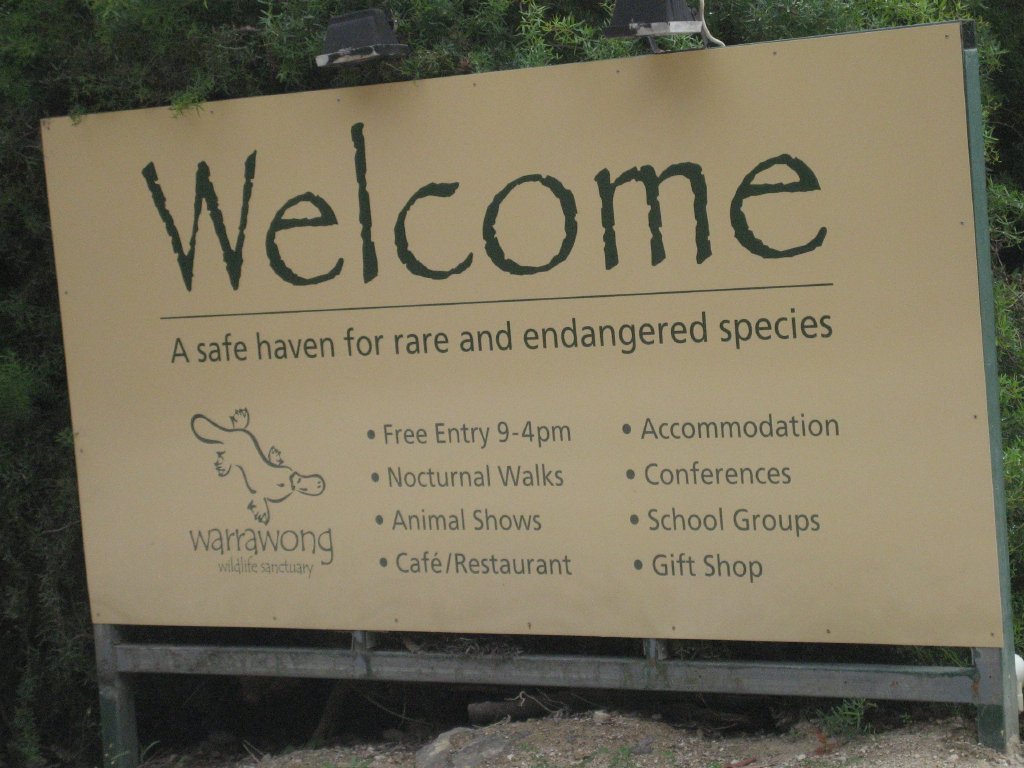 Welcome
A safe haven for rare and endangered species
• Free Entry 9-4pm
• Nocturnal Walks
• Animal Shows
• Café/Restaurant
• Accommodation
• Conferences
• School Groups
• Gift Shop
warrawong
wildlife sanctuary